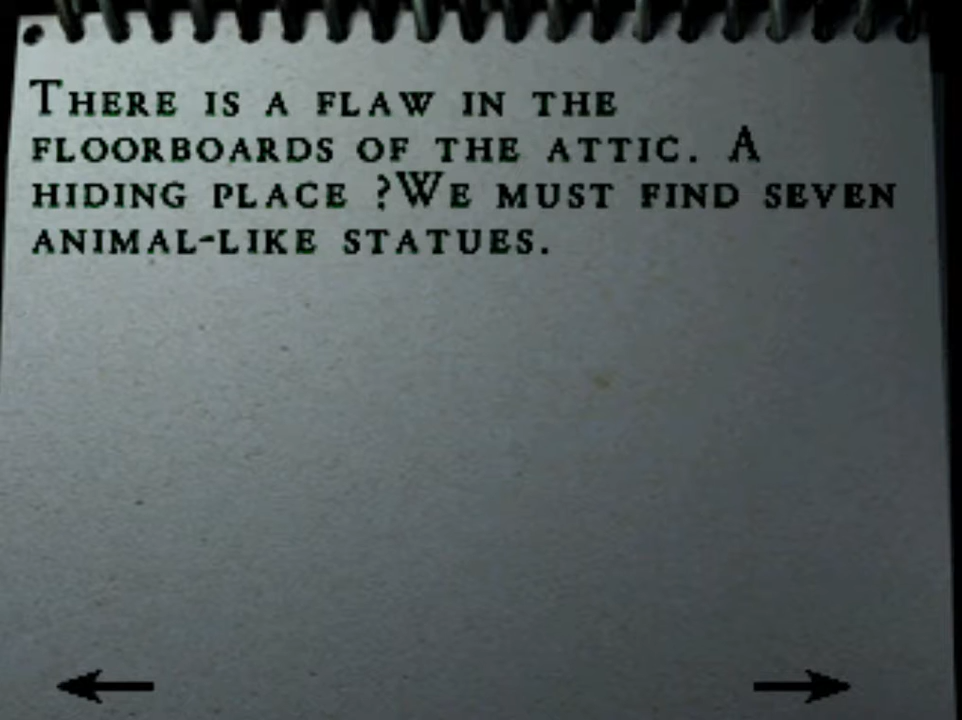 There is a flaw in the
floorboards of the attic. A
hiding place ?We must find seven
animal-like statues.